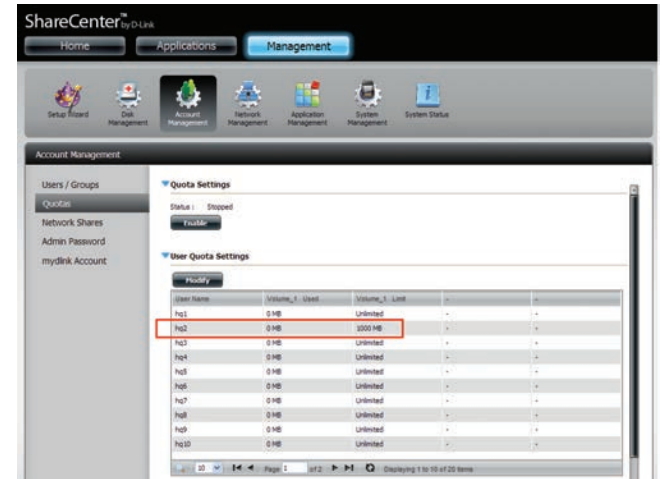 ShareCenter™ by D-Link
Home Applications Management
Setup Wizard Disk Management Account Management Network Management Application Management System Management System Status
Account Management
Users / Groups
Quotas
Network Shares
Admin Password
mydlink Account
Quota Settings
Status : Stopped
Enable
User Quota Settings
Modify
User Name Volume_1 Used Volume_1 Limit - -
hq1 0 MB Unlimited - -
hq2 0 MB 1000 MB - -
hq3 0 MB Unlimited - -
hq4 0 MB Unlimited - -
hq5 0 MB Unlimited - -
hq6 0 MB Unlimited - -
hq7 0 MB Unlimited - -
hq8 0 MB Unlimited - -
hq9 0 MB Unlimited - -
hq10 0 MB Unlimited - -
10 Page 1 of 2 Displaying 1 to 10 of 20 items